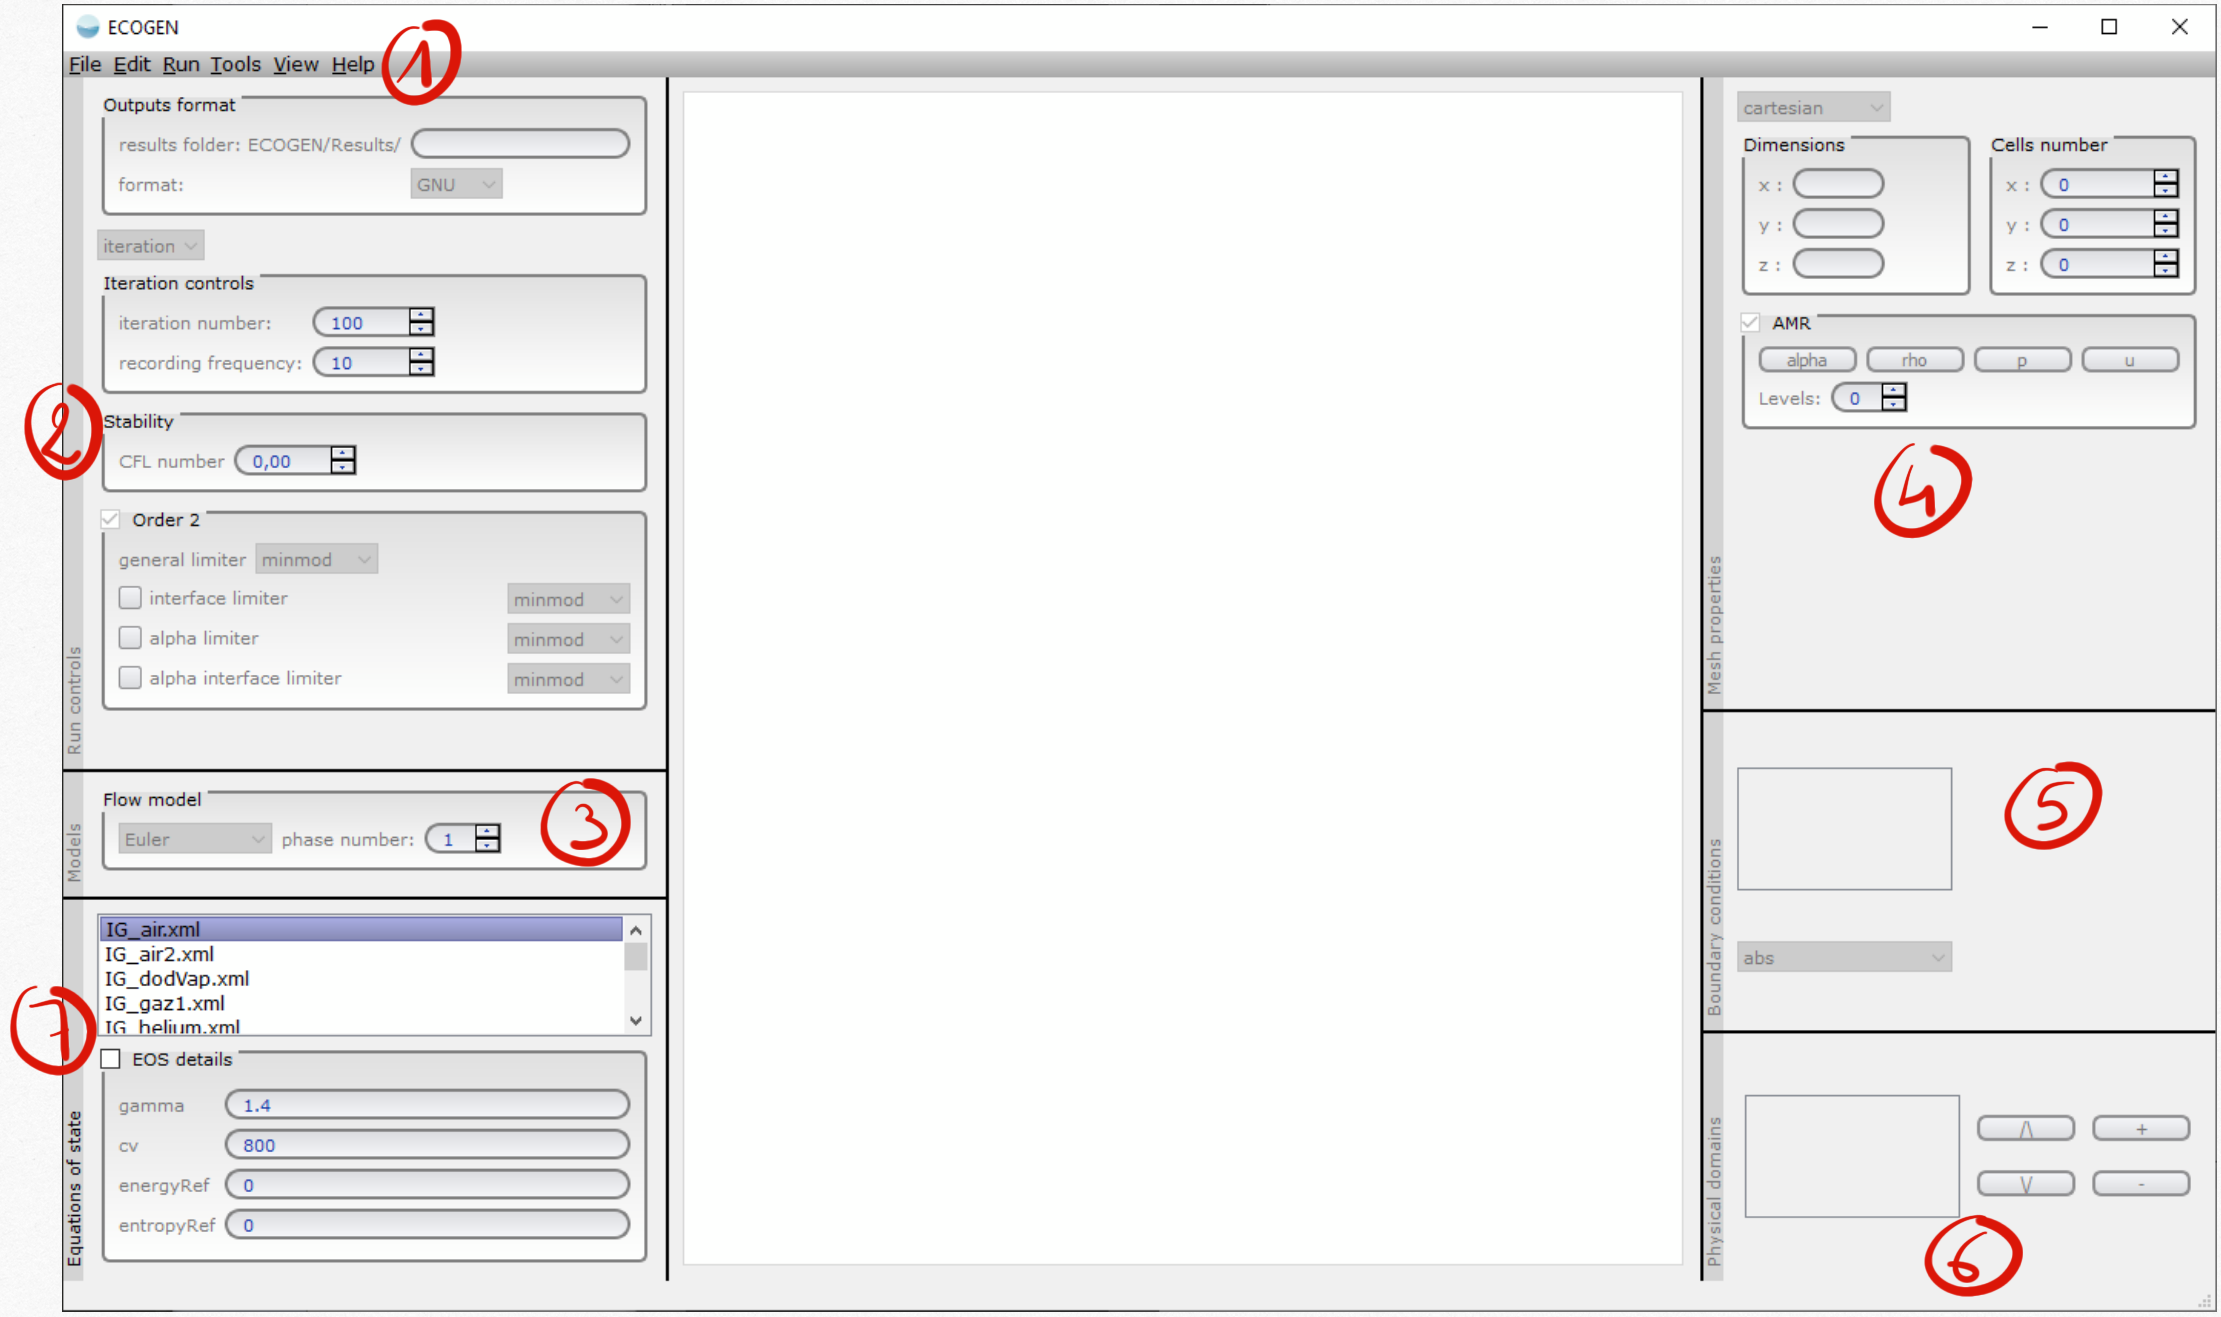 ECOGEN
File Edit Run Tools View Help
1
Outputs format
results folder: ECOGEN/Results/
format: GNU
iteration
Iteration controls
iteration number: 100
recording frequency: 10
2
Stability
CFL number 0,00
Order 2
general limiter minmod
interface limiter minmod
alpha limiter minmod
alpha interface limiter minmod
Run controls
Flow model
Euler phase number: 1
3
Models
IG_air.xml
IG_air2.xml
IG_dodVap.xml
IG_gaz1.xml
IG_helium.xml
7
EOS details
gamma 1.4
cv 800
energyRef 0
entropyRef 0
Equations of state
cartesian
Dimensions
x :
y :
z :
Cells number
x : 0
y : 0
z : 0
AMR
alpha rho p u
Levels: 0
4
Mesh properties
5
abs
Boundary conditions
/\ +
\/ -
6
Physical domains